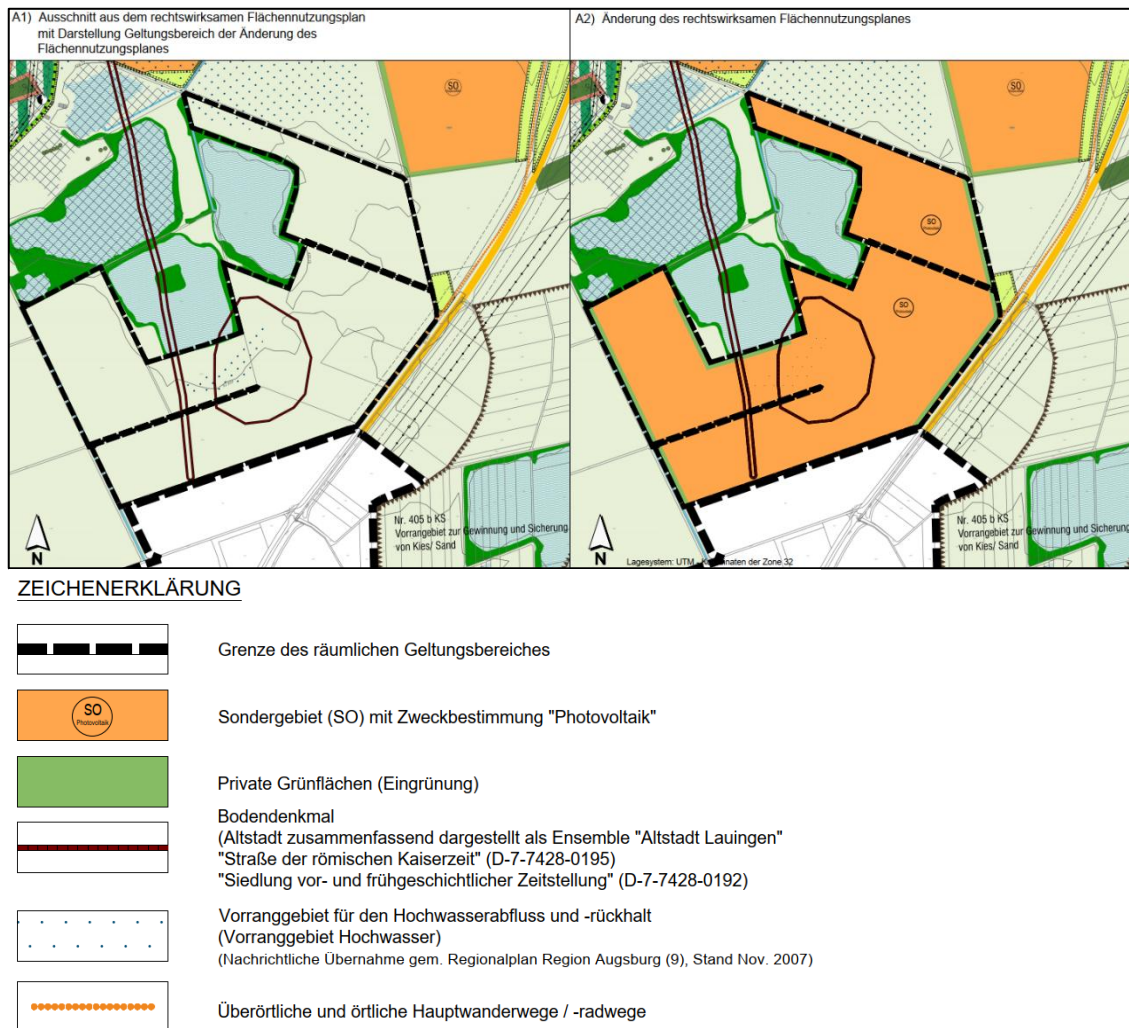 A1) Ausschnitt aus dem rechtswirksamen Flächennutzungsplan
mit Darstellung Geltungsbereich der Änderung des
Flächennutzungsplanes
A2) Änderung des rechtswirksamen Flächennutzungsplanes
SO
SO
SO
SO
Nr. 405 b KS
Vorrangebiet zur Gewinnung und Sicherung
von Kies/ Sand
N
Nr. 405 b KS
Vorrangebiet zur Gewinnung und Sicherung
von Kies/ Sand
N
Lagesystem: UTM
der Zone 32
ZEICHENERKLÄRUNG
Grenze des räumlichen Geltungsbereiches
SO
Photovoltaik
Sondergebiet (SO) mit Zweckbestimmung "Photovoltaik"
Private Grünflächen (Eingrünung)
Bodendenkmal
(Altstadt zusammenfassend dargestellt als Ensemble "Altstadt Lauingen"
"Straße der römischen Kaiserzeit" (D-7-7428-0195)
"Siedlung vor- und frühgeschichtlicher Zeitstellung" (D-7-7428-0192)
Vorranggebiet für den Hochwasserabfluss und -rückhalt
(Vorranggebiet Hochwasser)
(Nachrichtliche Übernahme gem. Regionalplan Region Augsburg (9), Stand Nov. 2007)
Überörtliche und örtliche Hauptwanderwege / -radwege